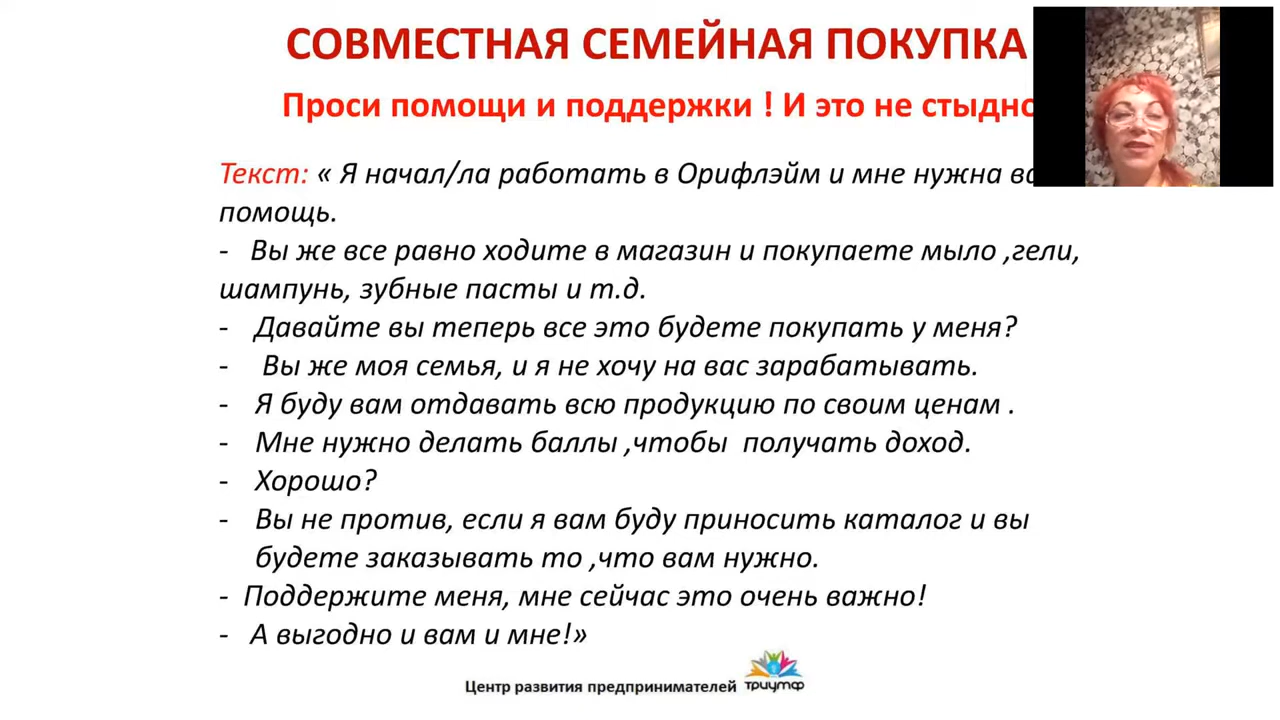 СОВМЕСТНАЯ СЕМЕЙНАЯ ПОКУПКА
Проси помощи и поддержки ! И это не стыдно
Текст: « Я начал/ла работать в Орифлэйм и мне нужна
помощь.
- Вы же все равно ходите в магазин и покупаете мыло ,гели,
шампунь, зубные пасты и т.д.
- Давайте вы теперь все это будете покупать у меня?
- Вы же моя семья, и я не хочу на вас зарабатывать.
- Я буду вам отдавать всю продукцию по своим ценам .
- Мне нужно делать баллы ,чтобы получать доход.
- Хорошо?
- Вы не против, если я вам буду приносить каталог и вы
будете заказывать то ,что вам нужно.
- Поддержите меня, мне сейчас это очень важно!
- А выгодно и вам и мне!»
Центр развития предпринимателей триумф